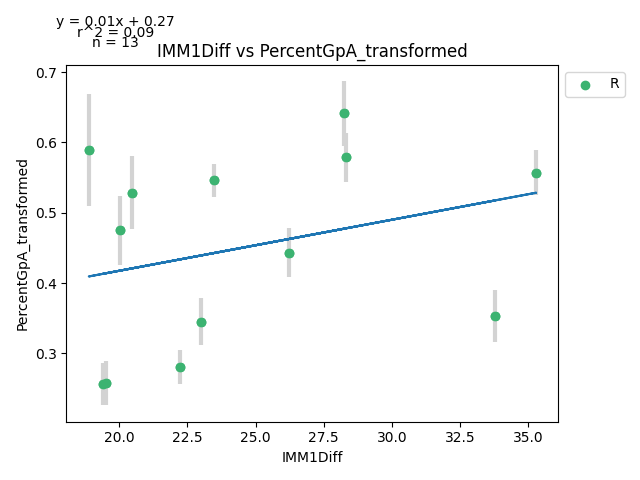 y = 0.01x + 0.27
r^2 = 0.09
n = 13
IMM1Diff vs PercentGpA_transformed
R
PercentGpA_transformed
0.7
0.6
0.5
0.4
0.3
20.0 22.5 25.0 27.5 30.0 32.5 35.0
IMM1Diff